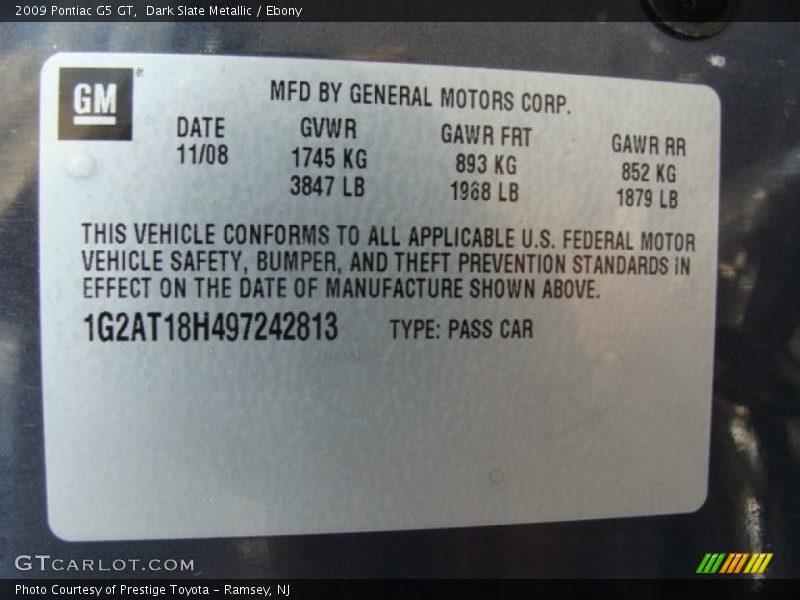 2009 Pontiac G5 GT,  Dark Slate Metallic / Ebony
GM
MFD BY GENERAL MOTORS CORP.
DATE GVWR GAWR FRT GAWR RR
11/08 1745 KG 893 KG 852 KG
3847 LB 1968 LB 1879 LB
THIS VEHICLE CONFORMS TO ALL APPLICABLE U.S. FEDERAL MOTOR
VEHICLE SAFETY, BUMPER, AND THEFT PREVENTION STANDARDS IN
EFFECT ON THE DATE OF MANUFACTURE SHOWN ABOVE.
1G2AT18H497242813 TYPE: PASS CAR
GTCARLOT.COM
Photo Courtesy of Prestige Toyota - Ramsey, NJ